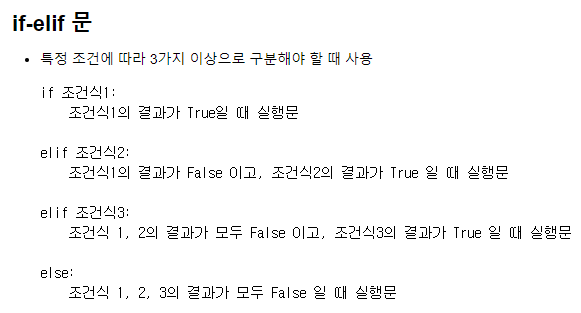 if-elif 문
특정 조건에 따라 3가지 이상으로 구분해야 할 때 사용
if 조건식1:
조건식1의 결과가 True일 때 실행문
elif 조건식2:
조건식1의 결과가 False 이고, 조건식2의 결과가 True 일 때 실행문
elif 조건식3:
조건식 1, 2의 결과가 모두 False 이고, 조건식3의 결과가 True 일 때 실행문
else:
조건식 1, 2, 3의 결과가 모두 False 일 때 실행문